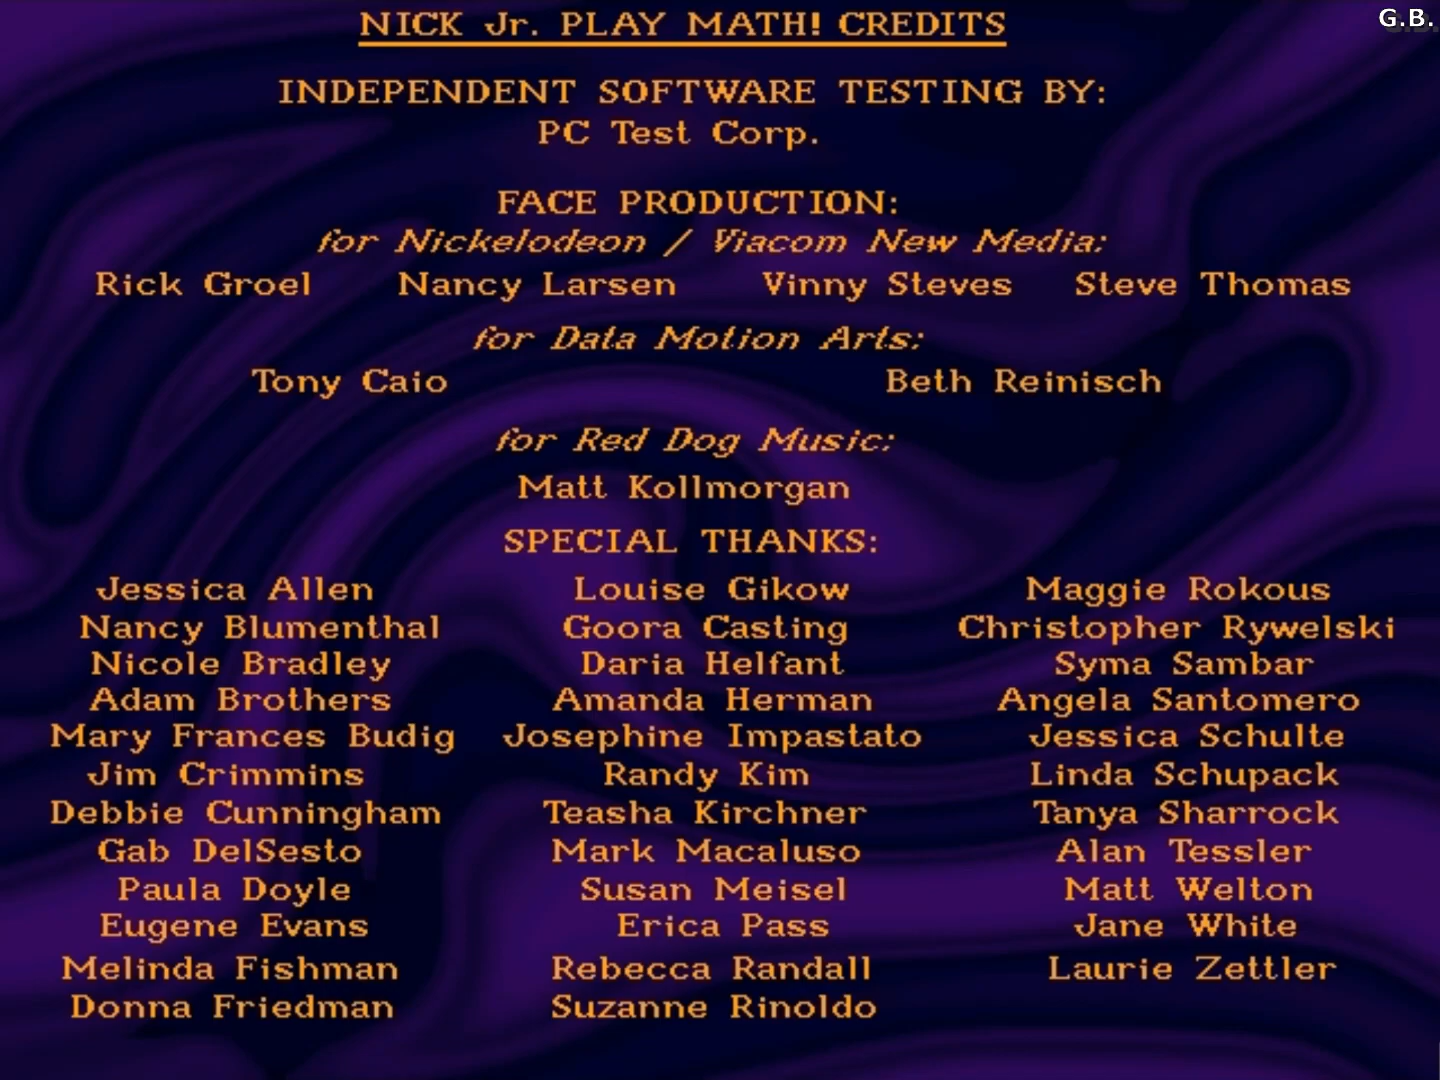 G.B.
NICK Jr. PLAY MATH! CREDITS
INDEPENDENT SOFTWARE TESTING BY:
PC Test Corp.
FACE PRODUCTION:
for Nickelodeon / Viacom New Media:
Rick Groel Nancy Larsen Vinny Steves Steve Thomas
for Data Motion Arts:
Tony Caio Beth Reinisch
for Red Dog Music:
Matt Kollmorgan
SPECIAL THANKS:
Jessica Allen Louise Gikow Maggie Rokous
Nancy Blumenthal Goora Casting Christopher Rywelski
Nicole Bradley Daria Helfant Syma Sambar
Adam Brothers Amanda Herman Angela Santomero
Mary Frances Budig Josephine Impastato Jessica Schulte
Jim Crimmins Randy Kim Linda Schupack
Debbie Cunningham Teasha Kirchner Tanya Sharrock
Gab DelSesto Mark Macaluso Alan Tessler
Paula Doyle Susan Meisel Matt Welton
Eugene Evans Erica Pass Jane White
Melinda Fishman Rebecca Randall Laurie Zettler
Donna Friedman Suzanne Rinoldo